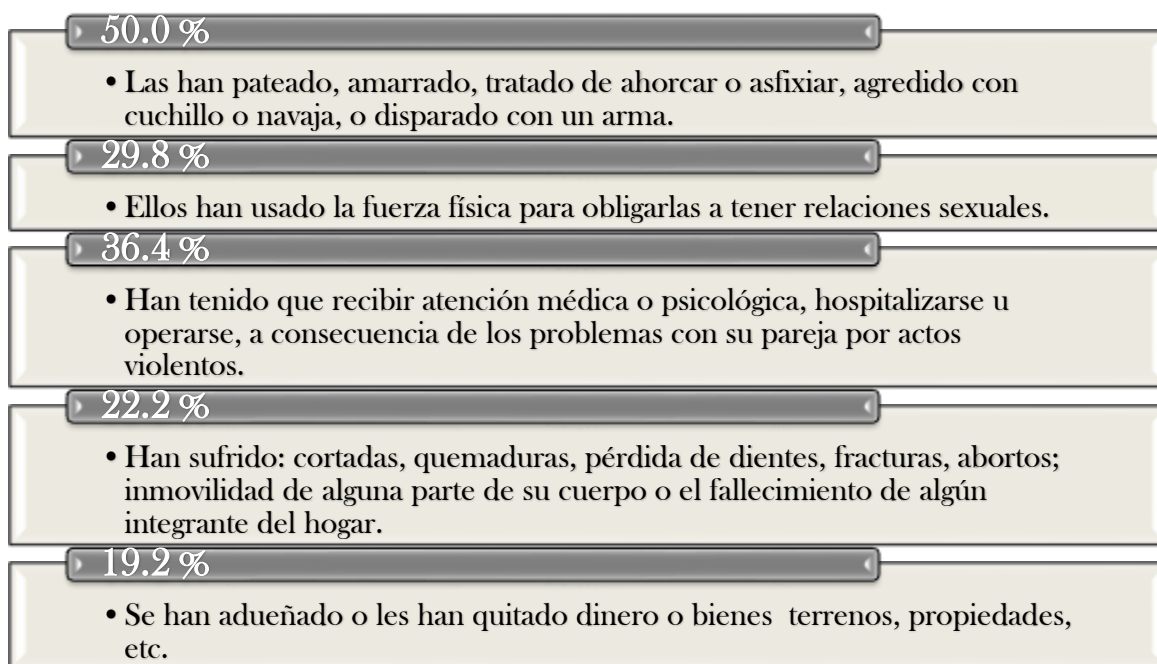 50.0 %
• Las han pateado, amarrado, tratado de ahorcar o asfixiar, agredido con
cuchillo o navaja, o disparado con un arma.
29.8 %
• Ellos han usado la fuerza física para obligarlas a tener relaciones sexuales.
36.4 %
• Han tenido que recibir atención médica o psicológica, hospitalizarse u
operarse, a consecuencia de los problemas con su pareja por actos
violentos.
22.2 %
• Han sufrido: cortadas, quemaduras, pérdida de dientes, fracturas, abortos;
inmovilidad de alguna parte de su cuerpo o el fallecimiento de algún
integrante del hogar.
19.2 %
• Se han adueñado o les han quitado dinero o bienes  terrenos, propiedades,
etc.